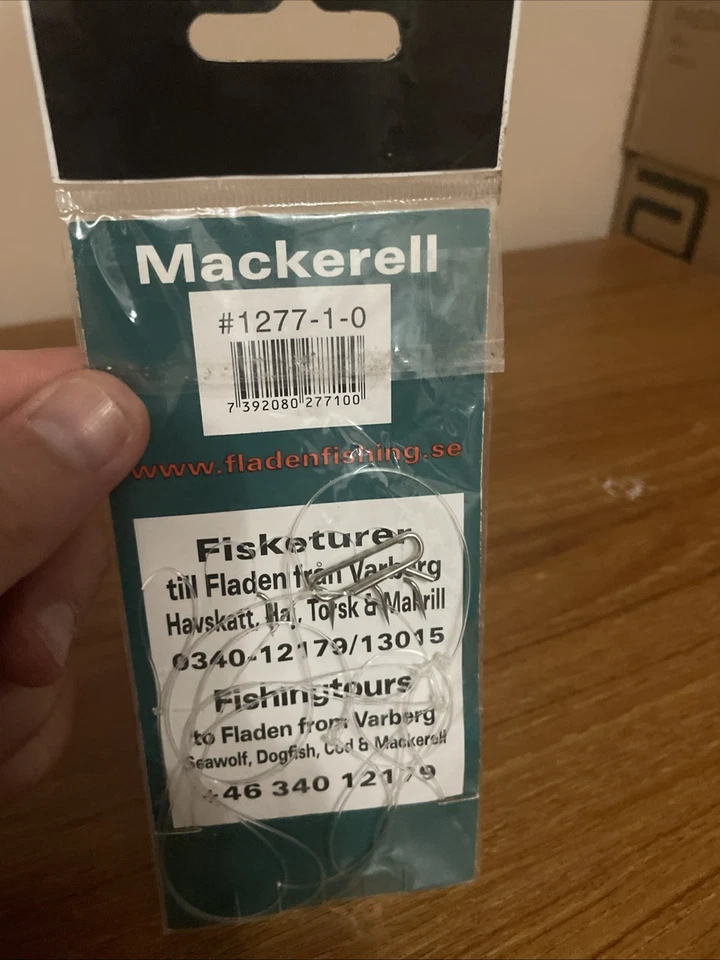 Mackerell
#1277-1-0
7 392080 277100
www.fladenfishing.se
Fisketurer
till Fladen från Varberg
Havskatt, Haj, Torsk & Makrill
0340-12179/13015
Fishingtours
to Fladen from Varberg
Seawolf, Dogfish, Cod & Mackerell
+46 340 12179